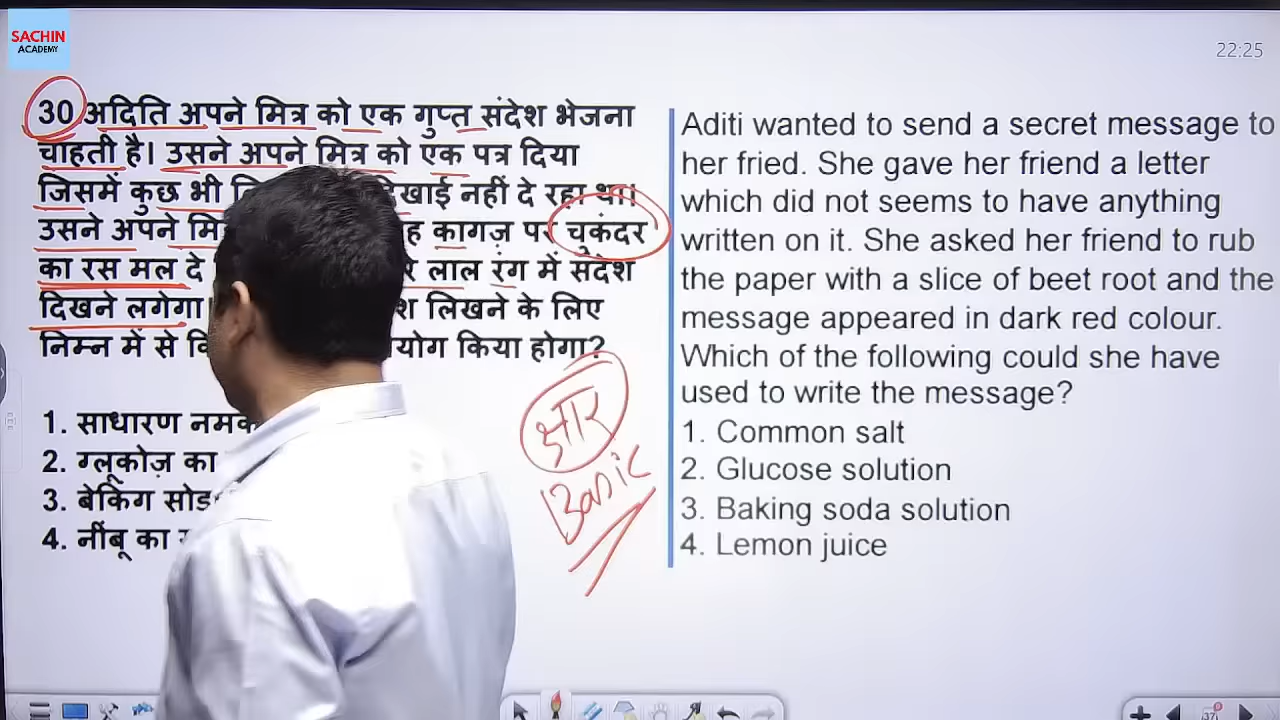 SACHIN
ACADEMY
22:25
30 अदिति अपने मित्र को एक गुप्त संदेश भेजना
चाहती है। उसने अपने मित्र को एक पत्र दिया
जिसमें कुछ भी दिखाई नहीं दे रहा था।
उसने अपने कागज़ पर चुकंदर
का रस मल दे लाल रंग में संदेश
दिखने लगेगा। लिखने के लिए
निम्न में से किया होगा?
1. साधारण
2. ग्लूकोज़ का
3. बेकिंग
4. नींबू का
क्षार
Basic
Aditi wanted to send a secret message to
her fried. She gave her friend a letter
which did not seems to have anything
written on it. She asked her friend to rub
the paper with a slice of beet root and the
message appeared in dark red colour.
Which of the following could she have
used to write the message?
1. Common salt
2. Glucose solution
3. Baking soda solution
4. Lemon juice